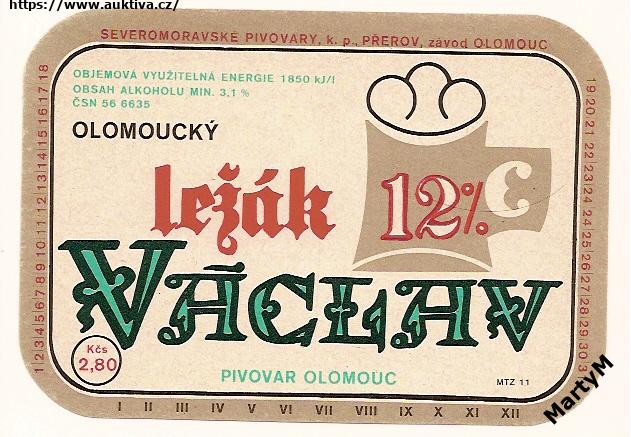 https://www.auktiva.cz/
SEVEROMORAVSKÉ PIVOVARY, k. p., PŘEROV, závod OLOMOUC
OBJEMOVÁ VYUŽITELNÁ ENERGIE 1850 kJ/l
OBSAH ALKOHOLU MIN. 3,1 %
ČSN 56 6635
OLOMOUCKÝ
ležák 12%
VÁCLAV
Kčs
2,80
PIVOVAR OLOMOUC
MTZ 11
1 2 3 4 5 6 7 8 9 10 11 12 13 14 15 16 17 18
19 20 21 22 23 24 25 26 27 28 29 30 3
I II III IV V VI VII VIII IX X XI XII
MartyM